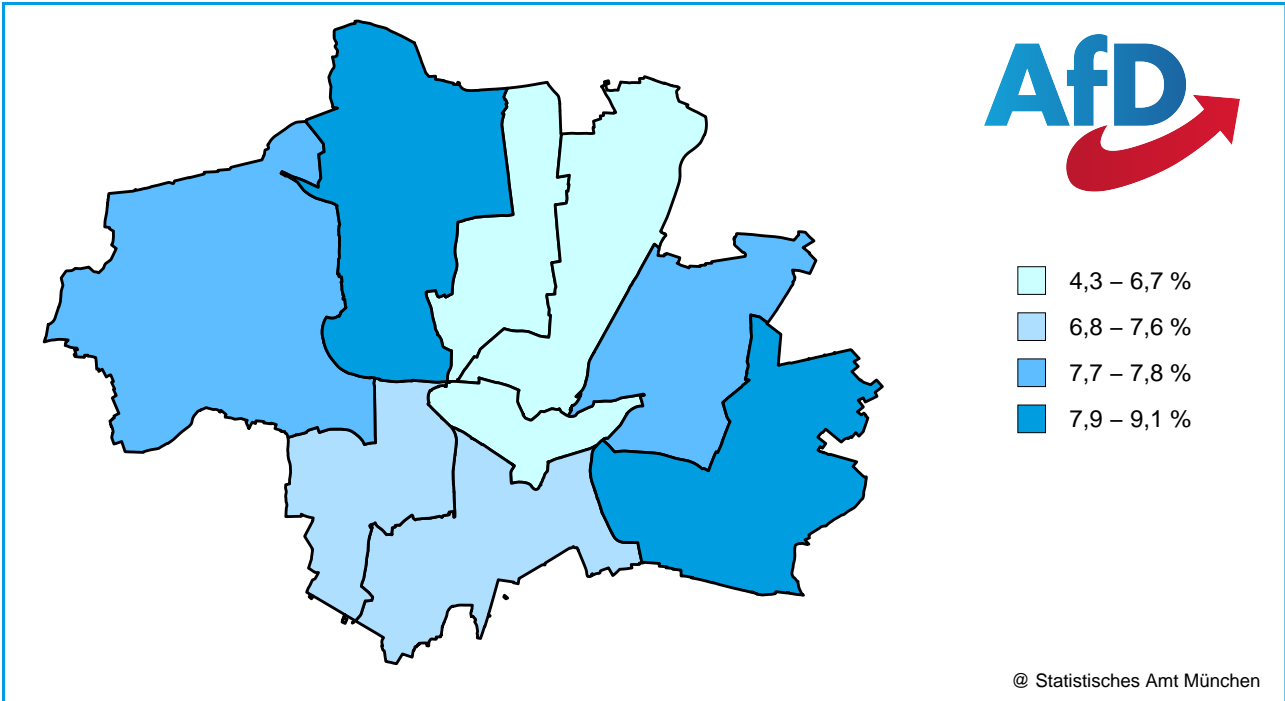 AfD
4,3 – 6,7 %
6,8 – 7,6 %
7,7 – 7,8 %
7,9 – 9,1 %
@ Statistisches Amt München